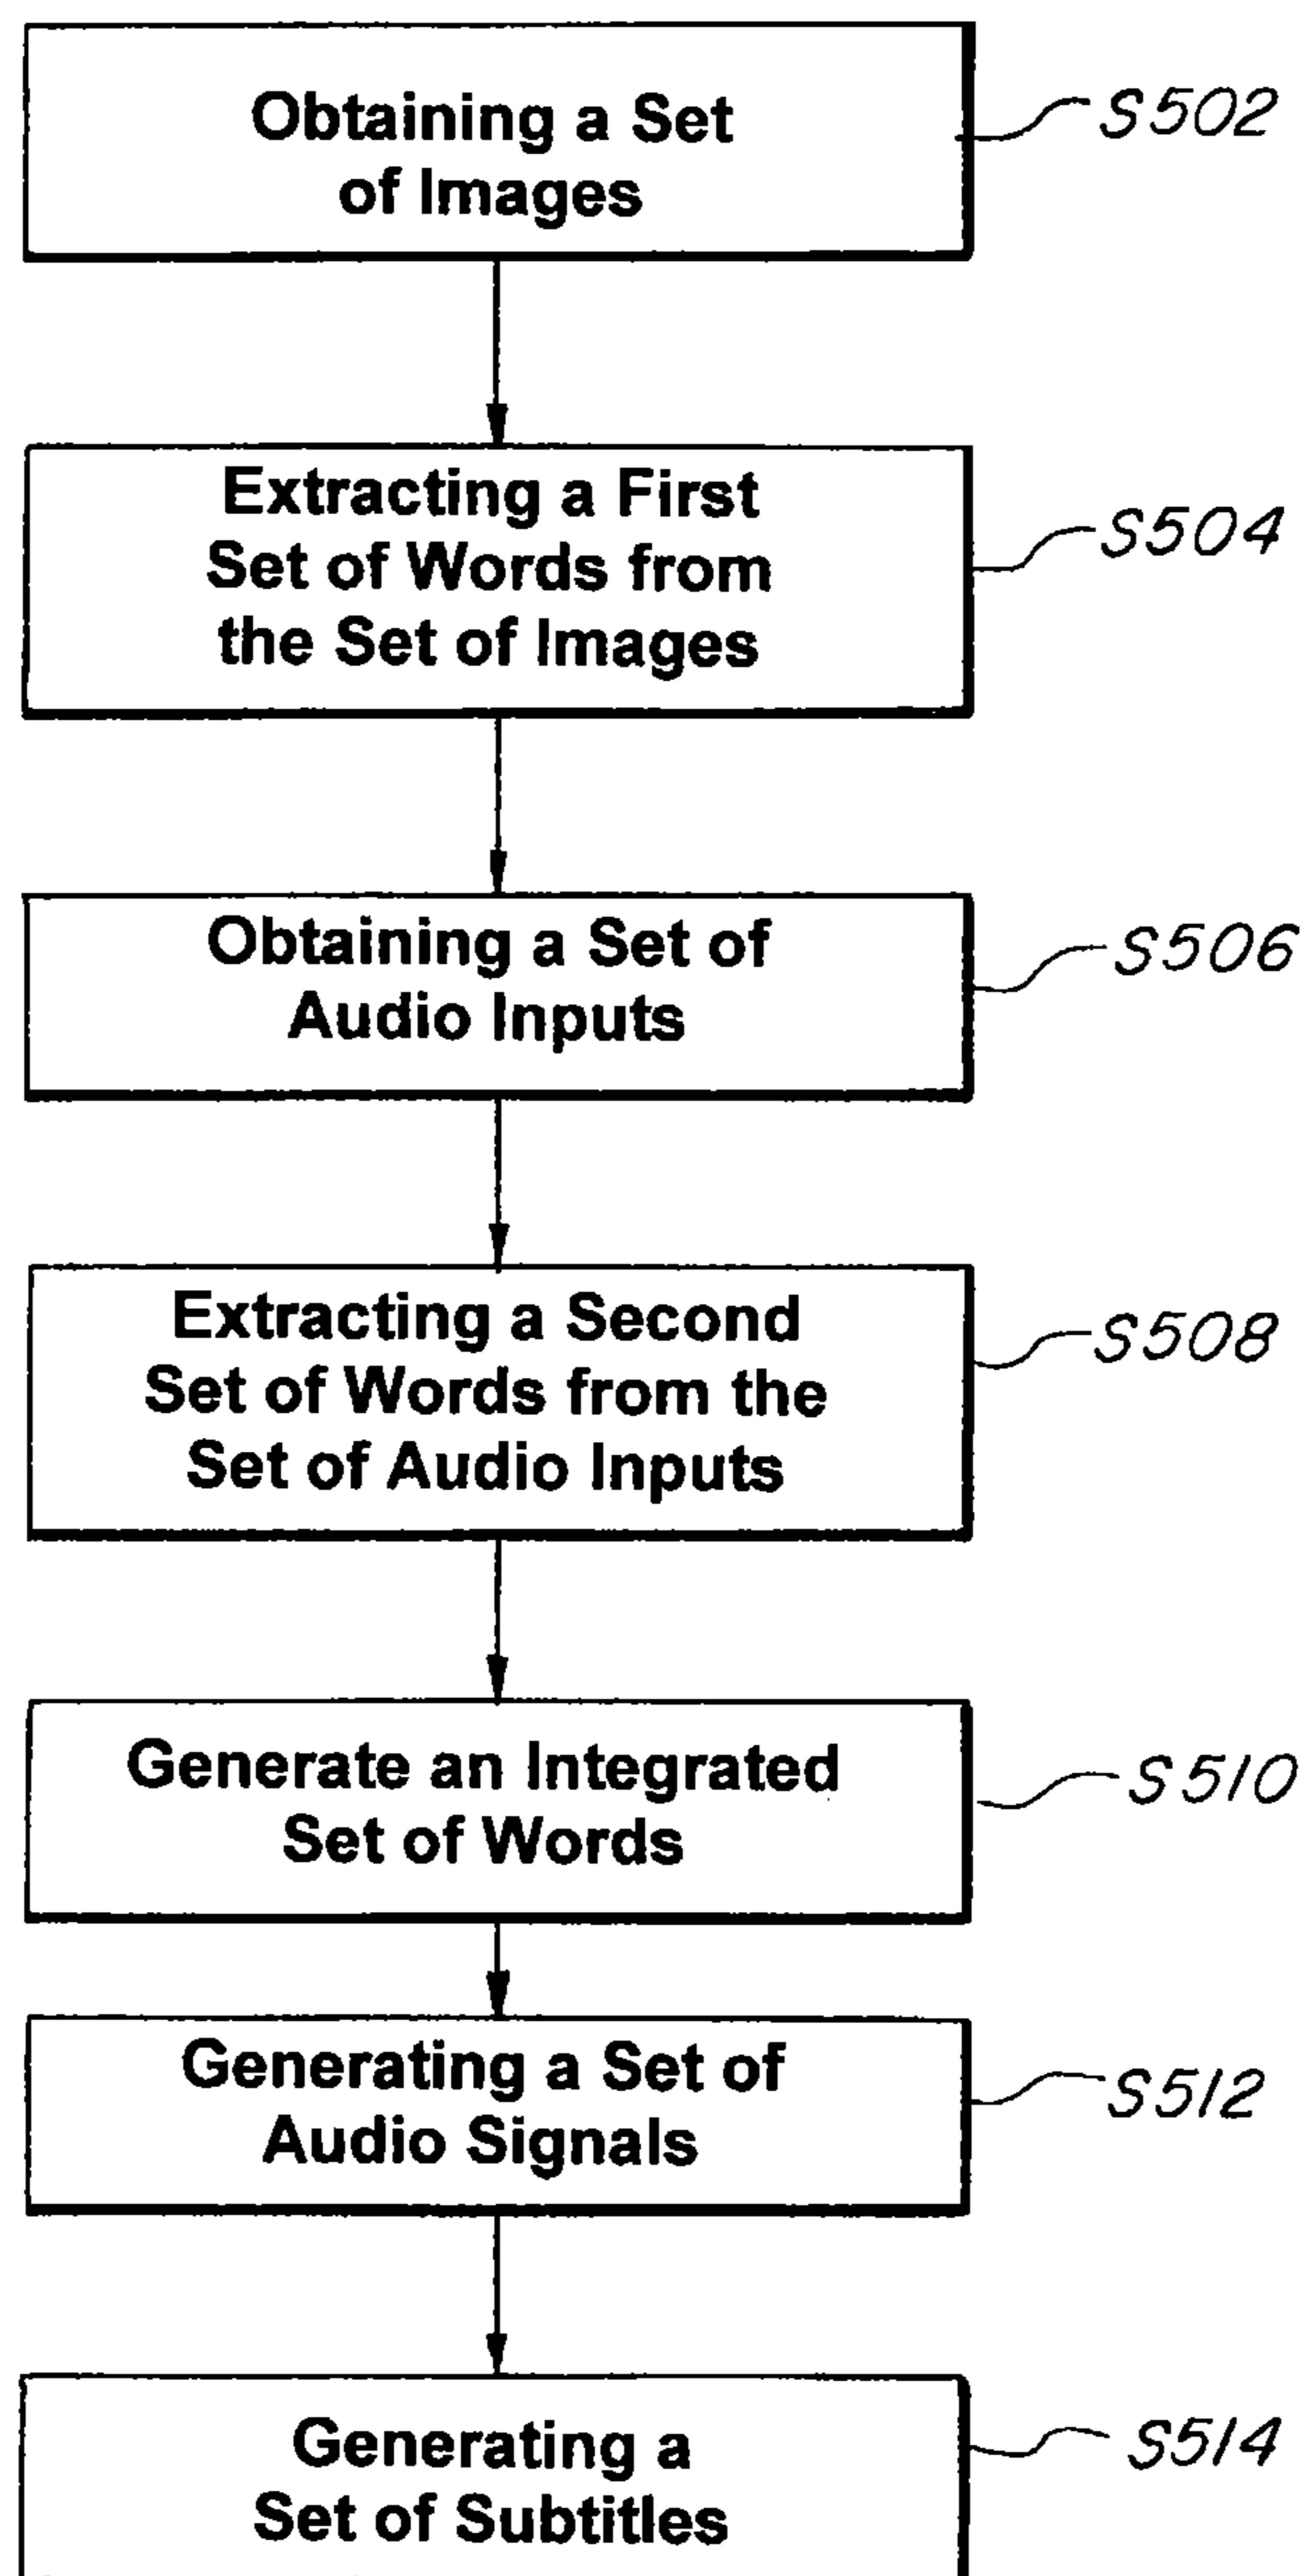 Obtaining a Set
of Images
S502
Extracting a First
Set of Words from
the Set of Images
S504
Obtaining a Set of
Audio Inputs
S506
Extracting a Second
Set of Words from the
Set of Audio Inputs
S508
Generate an Integrated
Set of Words
S510
Generating a Set of
Audio Signals
S512
Generating a
Set of Subtitles
S514